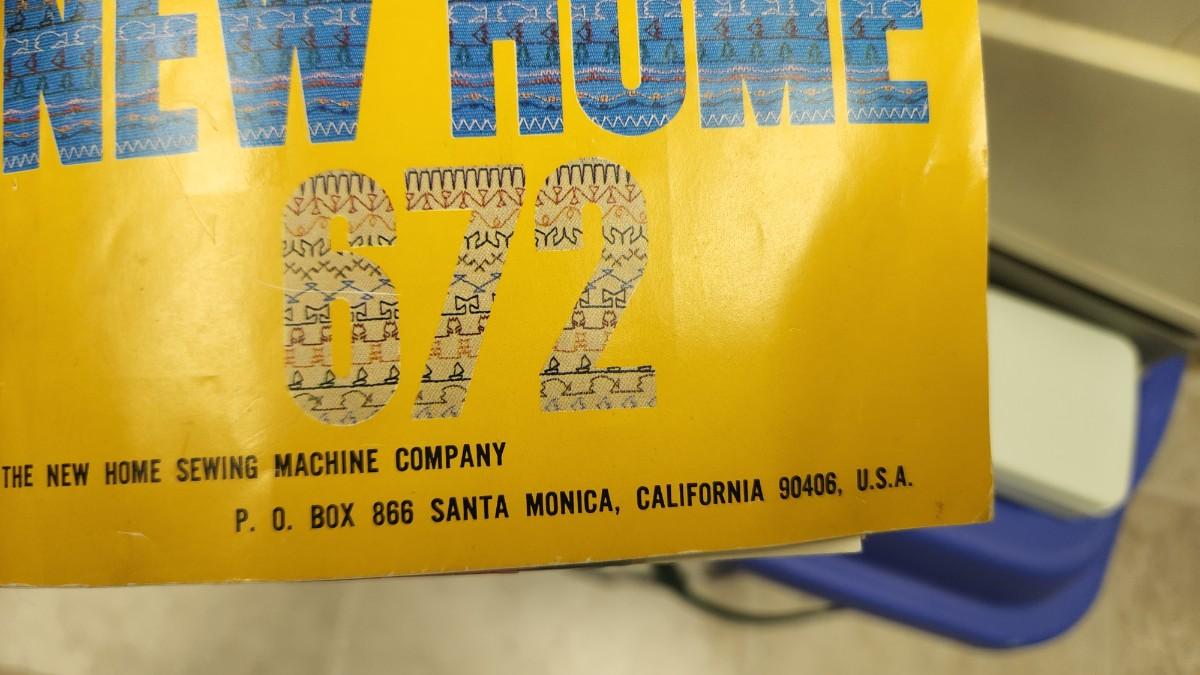 NEW HOME
672
THE NEW HOME SEWING MACHINE COMPANY
P. O. BOX 866 SANTA MONICA, CALIFORNIA 90406, U.S.A.